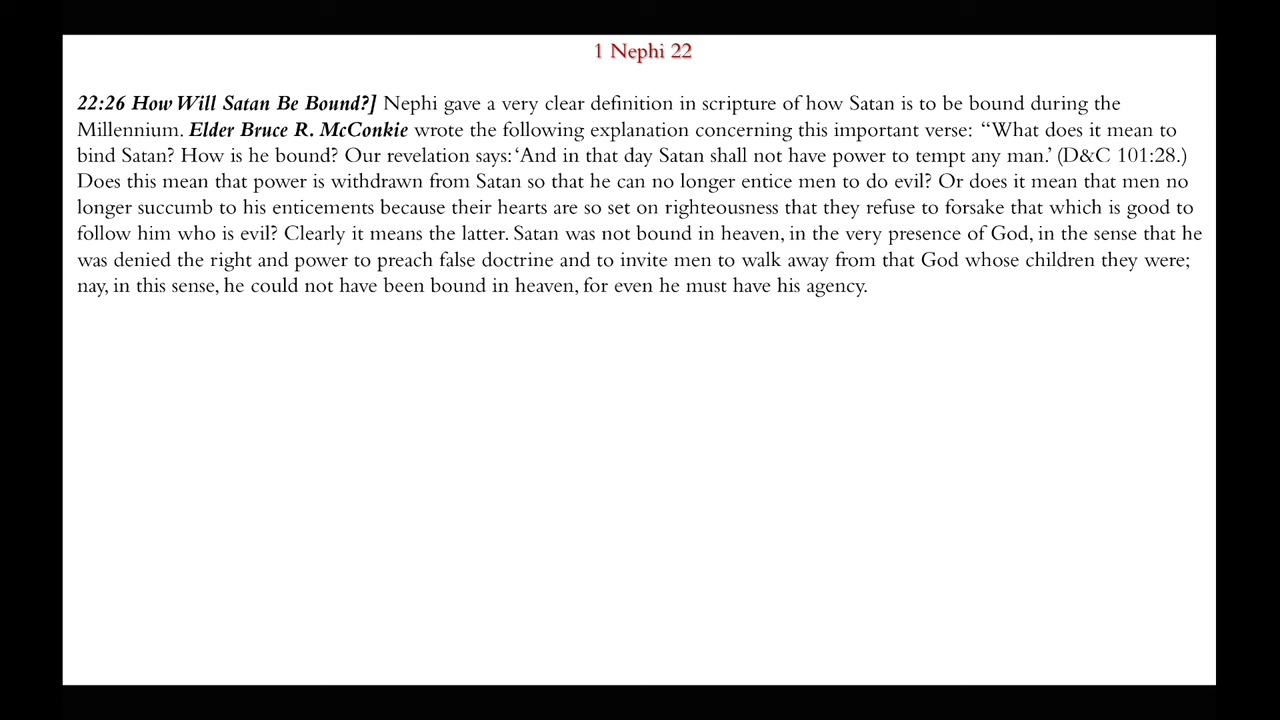 1 Nephi 22
22:26 How Will Satan Be Bound?] Nephi gave a very clear definition in scripture of how Satan is to be bound during the
Millennium. Elder Bruce R. McConkie wrote the following explanation concerning this important verse: “What does it mean to
bind Satan? How is he bound? Our revelation says: ‘And in that day Satan shall not have power to tempt any man.’ (D&C 101:28.)
Does this mean that power is withdrawn from Satan so that he can no longer entice men to do evil? Or does it mean that men no
longer succumb to his enticements because their hearts are so set on righteousness that they refuse to forsake that which is good to
follow him who is evil? Clearly it means the latter. Satan was not bound in heaven, in the very presence of God, in the sense that he
was denied the right and power to preach false doctrine and to invite men to walk away from that God whose children they were;
nay, in this sense, he could not have been bound in heaven, for even he must have his agency.